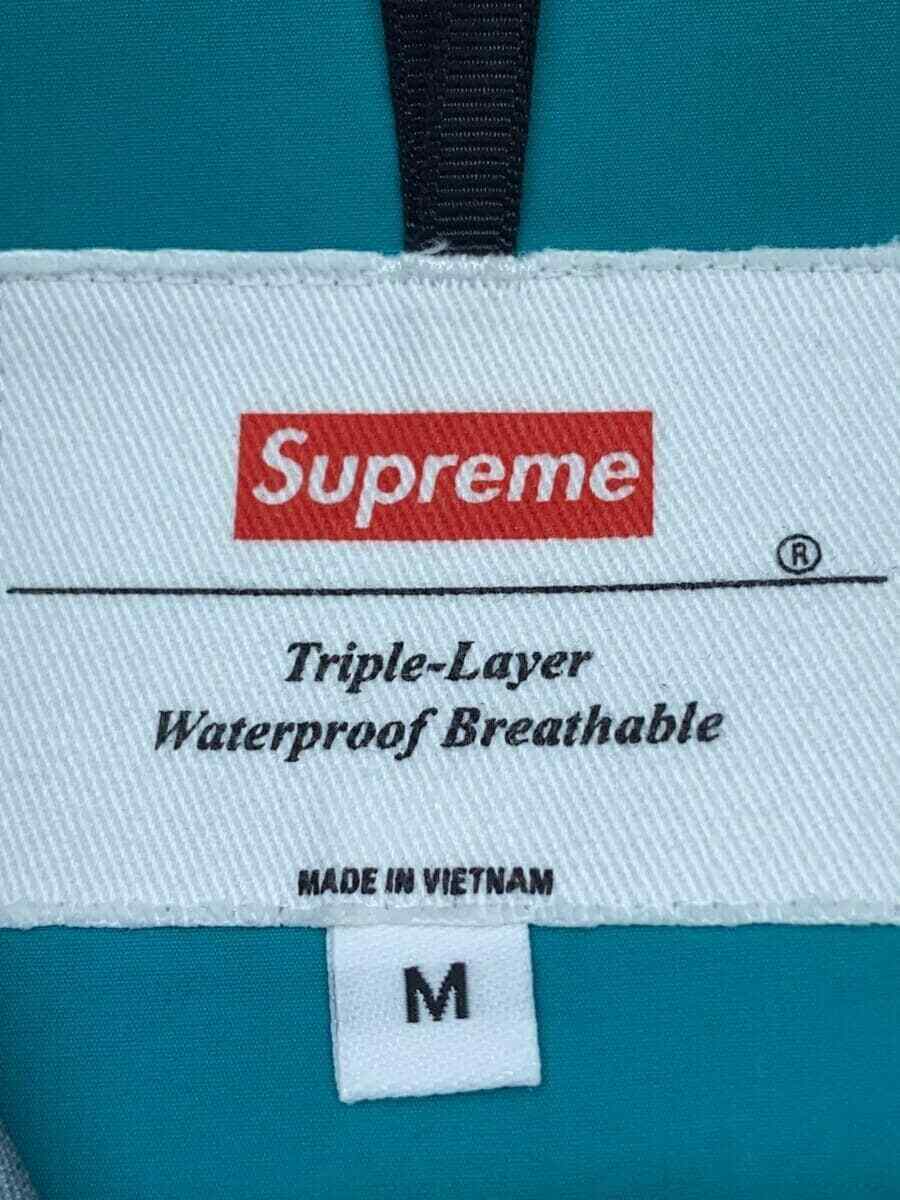 Supreme
®
Triple-Layer
Waterproof Breathable
MADE IN VIETNAM
M